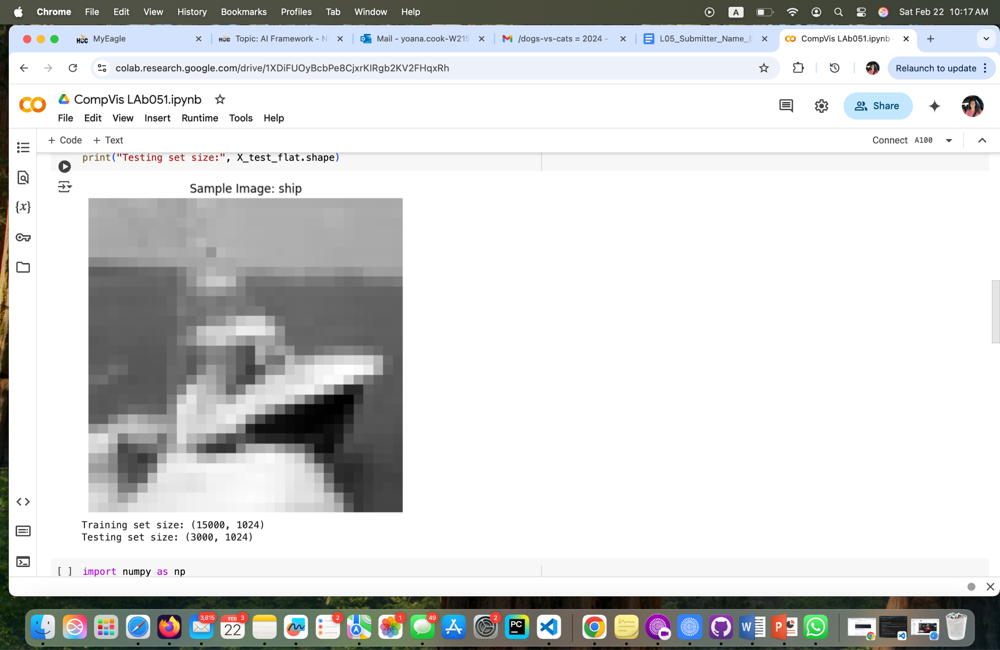 Chrome File Edit View History Bookmarks Profiles Tab Window Help A Sat Feb 22 10:17 AM
HCC MyEagle HCC Topic: AI Framework - N Mail - yoana.cook-W215 /dogs-vs-cats = 2024 - L05_Submitter_Name_E CompVis LAb051.ipynb
colab.research.google.com/drive/1XDiFUOyBcbPe8CjxrKlRgb2KV2FHqxRh Relaunch to update
CompVis LAb051.ipynb
File Edit View Insert Runtime Tools Help
Share
+ Code + Text Connect A100
print("Testing set size:", X_test_flat.shape)
Sample Image: ship
{x}
Training set size: (15000, 1024)
Testing set size: (3000, 1024)
[ ] import numpy as np
3,815 FEB 3 22 2 1 49 2 PC W P